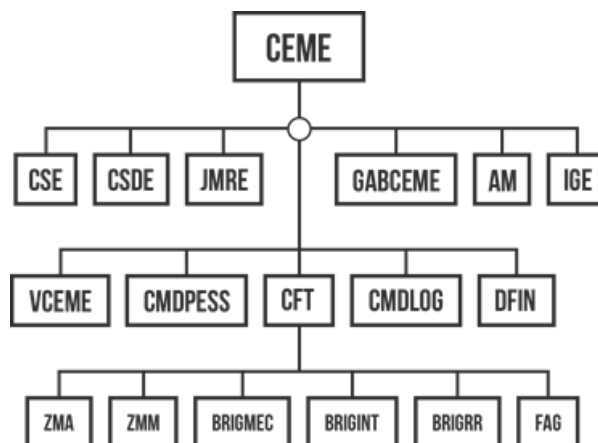 CEME
CSE CSDE JMRE GABCEME AM IGE
VCEME CMDPESS CFT CMDLOG DFIN
ZMA ZMM BRIGMEC BRIGINT BRIGRR FAG